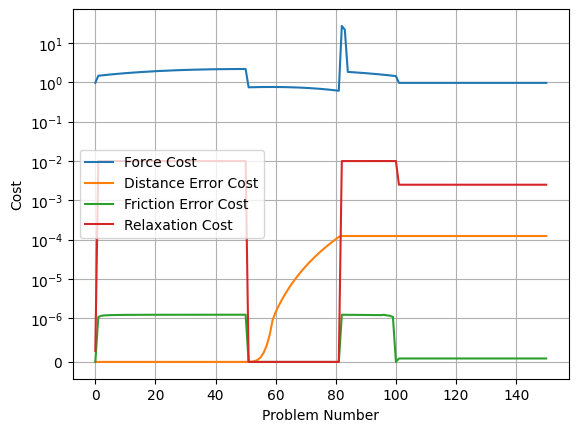 10¹
10⁰
10⁻¹
10⁻²
10⁻³
10⁻⁴
10⁻⁵
10⁻⁶
0
Cost
Force Cost
Distance Error Cost
Friction Error Cost
Relaxation Cost
0 20 40 60 80 100 120 140
Problem Number